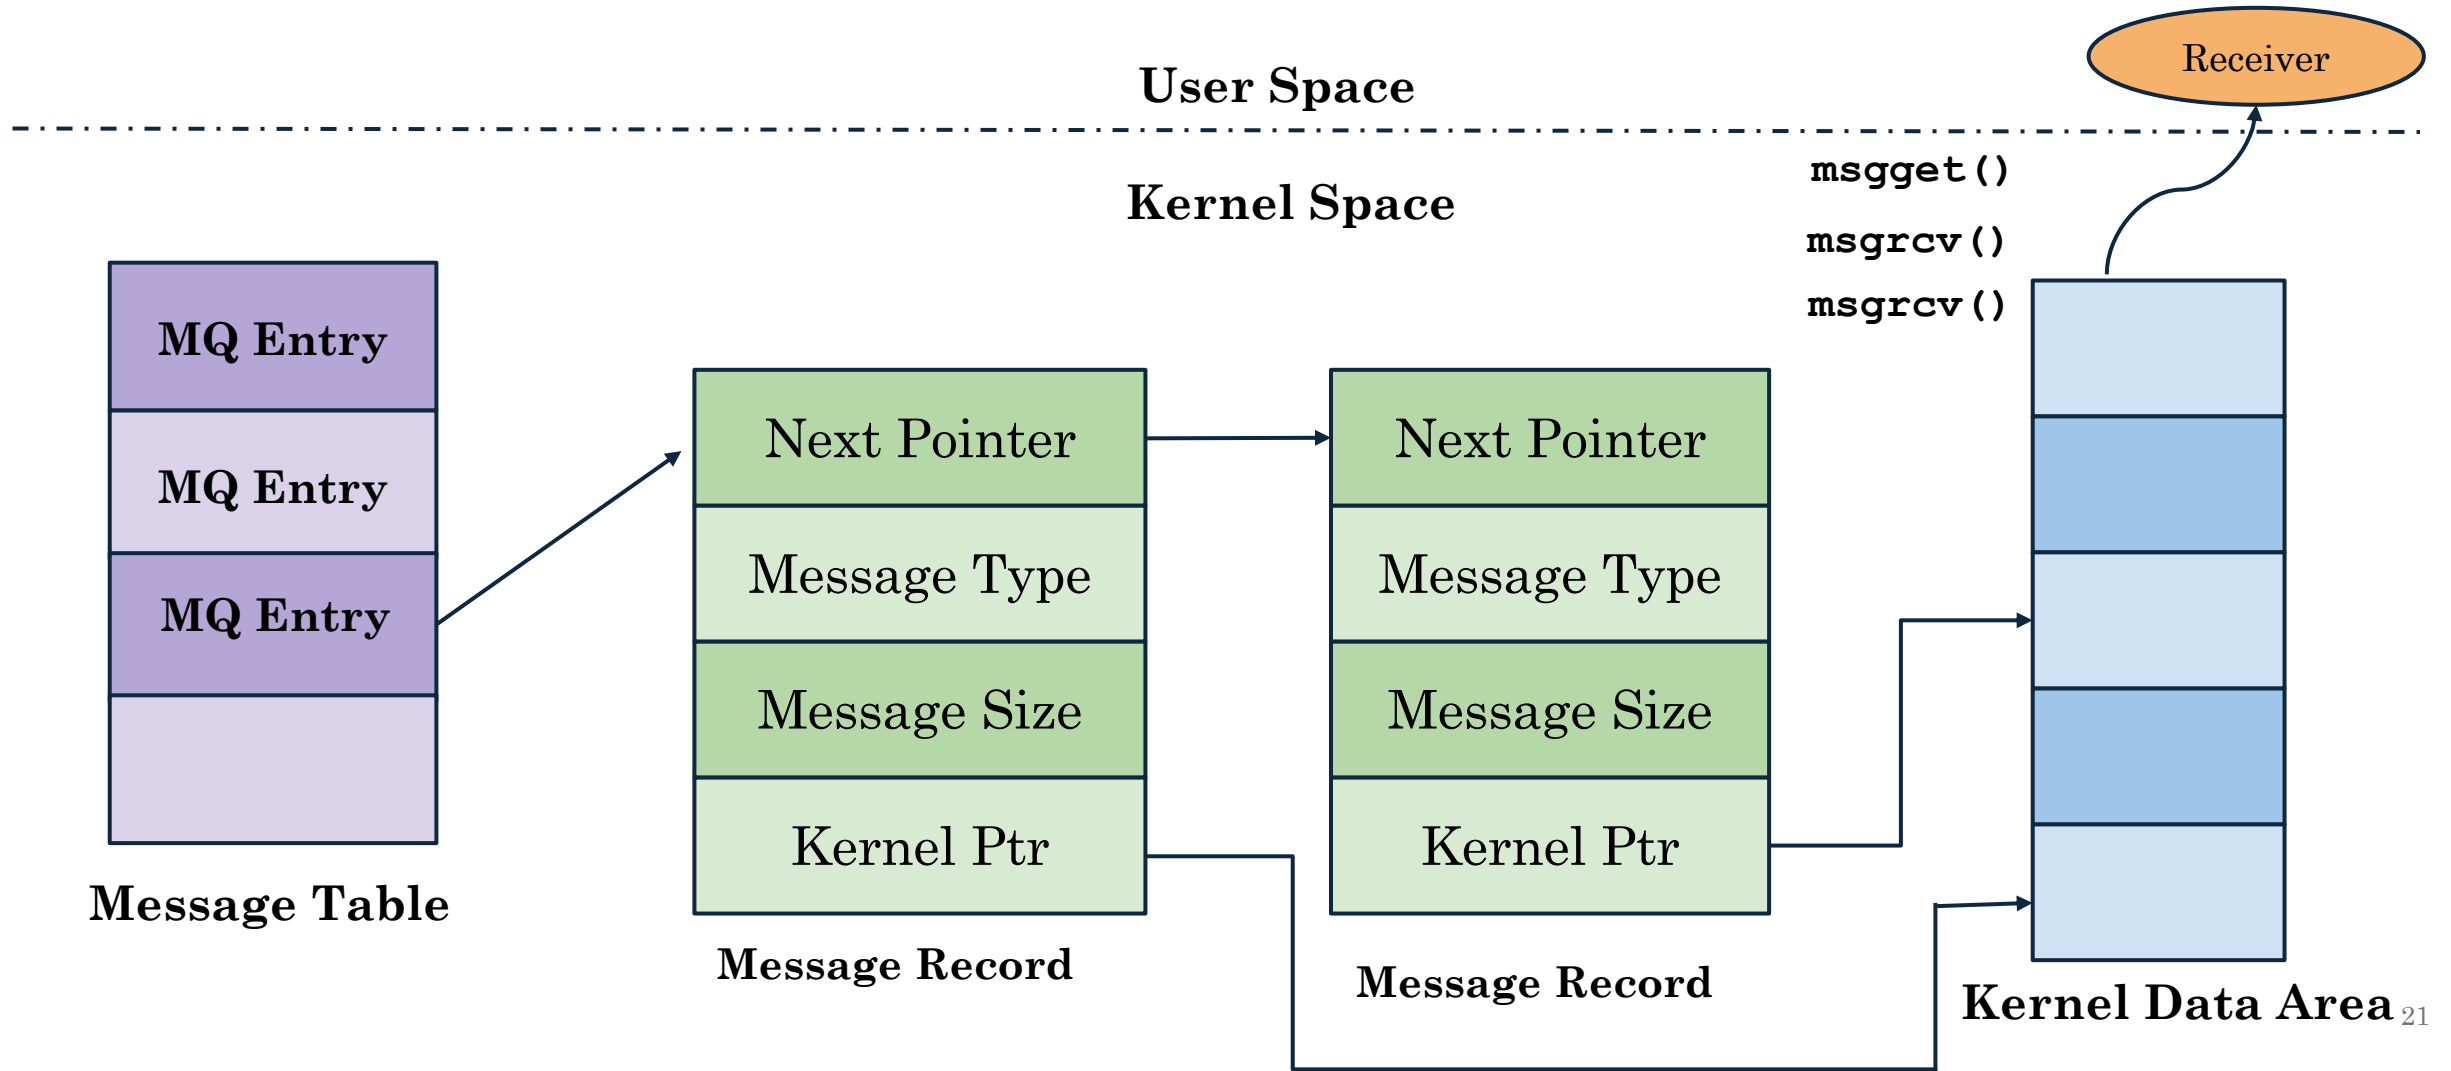 Receiver
User Space
msgget()
Kernel Space
msgrcv()
msgrcv()
MQ Entry
MQ Entry
MQ Entry
Message Table
Next Pointer
Message Type
Message Size
Kernel Ptr
Message Record
Next Pointer
Message Type
Message Size
Kernel Ptr
Message Record
Kernel Data Area
21